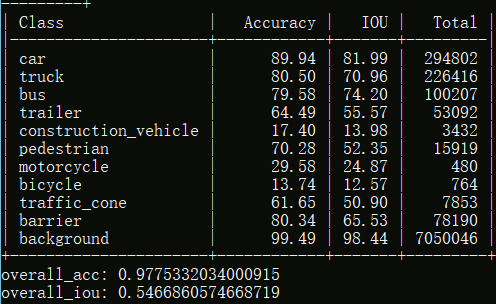 ---------+
| Class | Accuracy | IOU | Total |
|--------------------+----------+-------+---------|
| car | 89.94 | 81.99 | 294802 |
| truck | 80.50 | 70.96 | 226416 |
| bus | 79.58 | 74.20 | 100207 |
| trailer | 64.49 | 55.57 | 53092 |
| construction_vehicle | 17.40 | 13.98 | 3432 |
| pedestrian | 70.28 | 52.35 | 15919 |
| motorcycle | 29.58 | 24.87 | 480 |
| bicycle | 13.74 | 12.57 | 764 |
| traffic_cone | 61.65 | 50.90 | 7853 |
| barrier | 80.34 | 65.53 | 78190 |
| background | 99.49 | 98.44 | 7050046 |
+--------------------+----------+-------+---------+
overall_acc: 0.9775332034000915
overall_iou: 0.5466860574668719